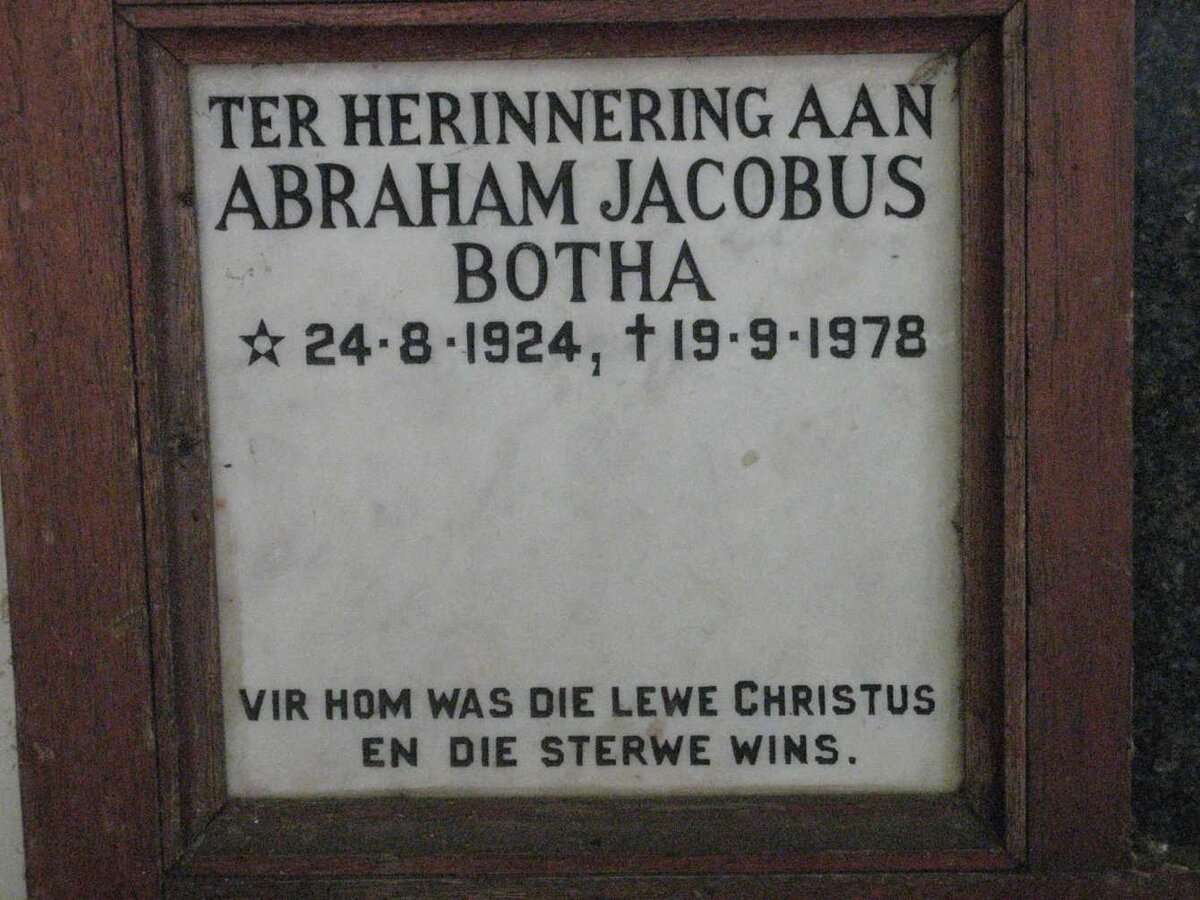 TER HERINNERING AAN
ABRAHAM JACOBUS
BOTHA
☆ 24·8·1924, ✝19·9·1978
VIR HOM WAS DIE LEWE CHRISTUS
EN DIE STERWE WINS.